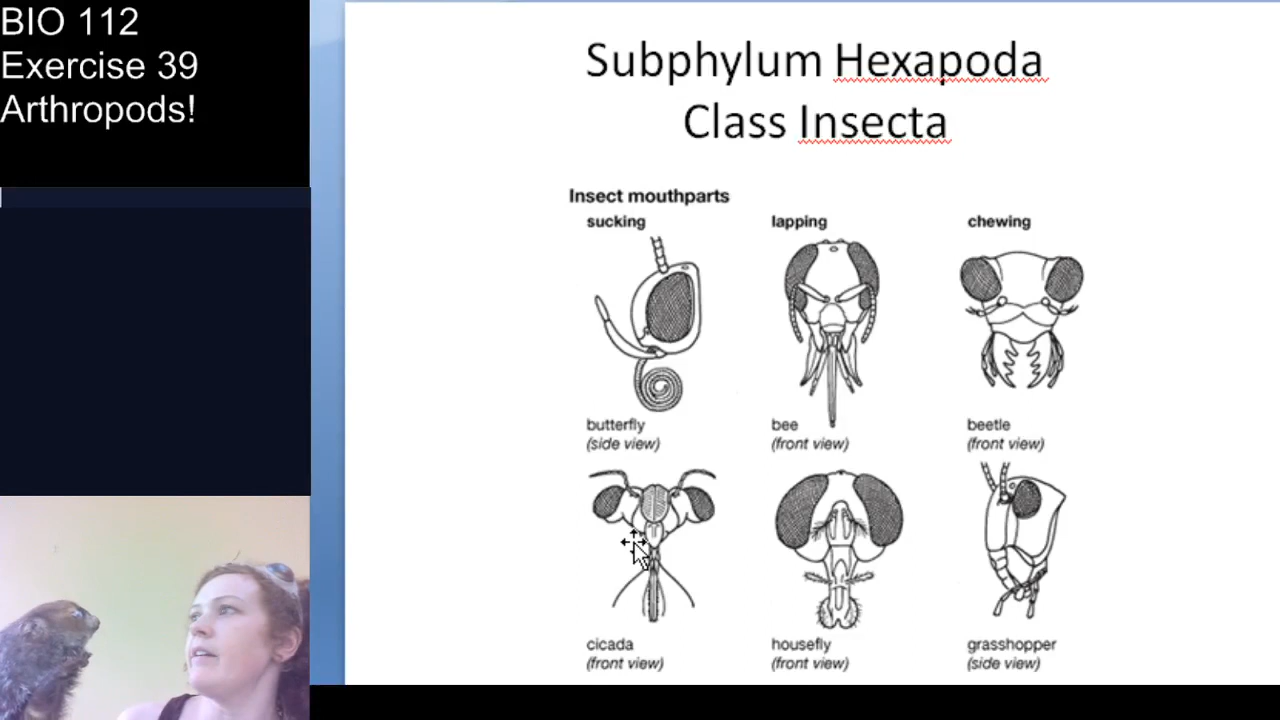 BIO 112
Exercise 39
Arthropods!
Subphylum Hexapoda
Class Insecta
Insect mouthparts
sucking
lapping
chewing
butterfly
(side view)
bee
(front view)
beetle
(front view)
cicada
(front view)
housefly
(front view)
grasshopper
(side view)